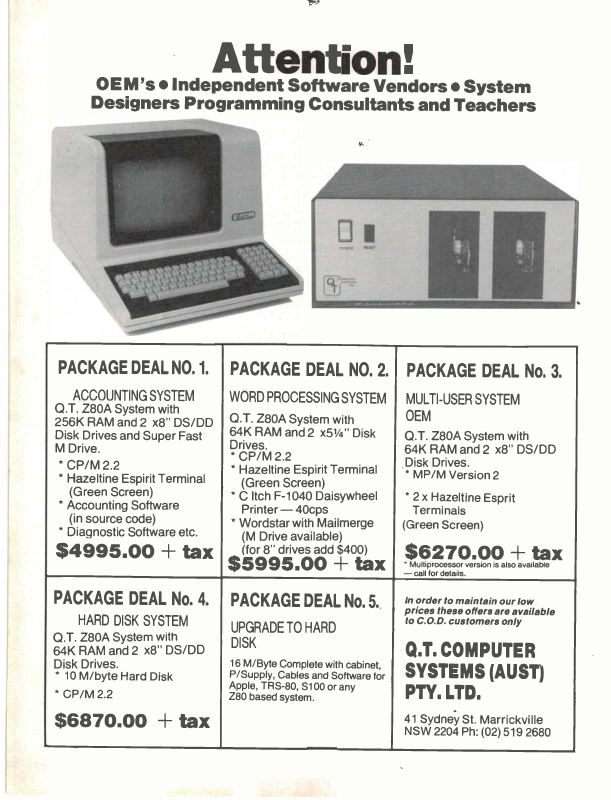 Attention!
OEM's ● Independent Software Vendors ● System
Designers Programming Consultants and Teachers
POWER
RESET
QT
PACKAGE DEAL NO. 1.
ACCOUNTING SYSTEM
Q.T. Z80A System with
256K RAM and 2 x8" DS/DD
Disk Drives and Super Fast
M Drive.
* CP/M 2.2
* Hazeltine Espirit Terminal
(Green Screen)
* Accounting Software
(in source code)
* Diagnostic Software etc.
$4995.00 + tax
PACKAGE DEAL NO. 2.
WORD PROCESSING SYSTEM
Q.T. Z80A System with
64K RAM and 2 x5¼" Disk
Drives.
* CP/M 2.2
* Hazeltine Espirit Terminal
(Green Screen)
* C Itch F-1040 Daisywheel
Printer — 40cps
* Wordstar with Mailmerge
(M Drive available)
(for 8" drives add $400)
$5995.00 + tax
PACKAGE DEAL No. 3.
MULTI-USER SYSTEM
OEM
Q.T. Z80A System with
64K RAM and 2 x8" DS/DD
Disk Drives.
* MP/M Version 2
* 2 x Hazeltine Esprit
Terminals
(Green Screen)
$6270.00 + tax
* Multiprocessor version is also available
— call for details.
PACKAGE DEAL No. 4.
HARD DISK SYSTEM
Q.T. Z80A System with
64K RAM and 2 x8" DS/DD
Disk Drives.
* 10 M/byte Hard Disk
* CP/M 2.2
$6870.00 + tax
PACKAGE DEAL No. 5.
UPGRADE TO HARD
DISK
16 M/Byte Complete with cabinet,
P/Supply, Cables and Software for
Apple, TRS-80, S100 or any
Z80 based system.
In order to maintain our low
prices these offers are available
to C.O.D. customers only
Q.T. COMPUTER
SYSTEMS (AUST)
PTY. LTD.
41 Sydney St. Marrickville
NSW 2204 Ph: (02) 519 2680